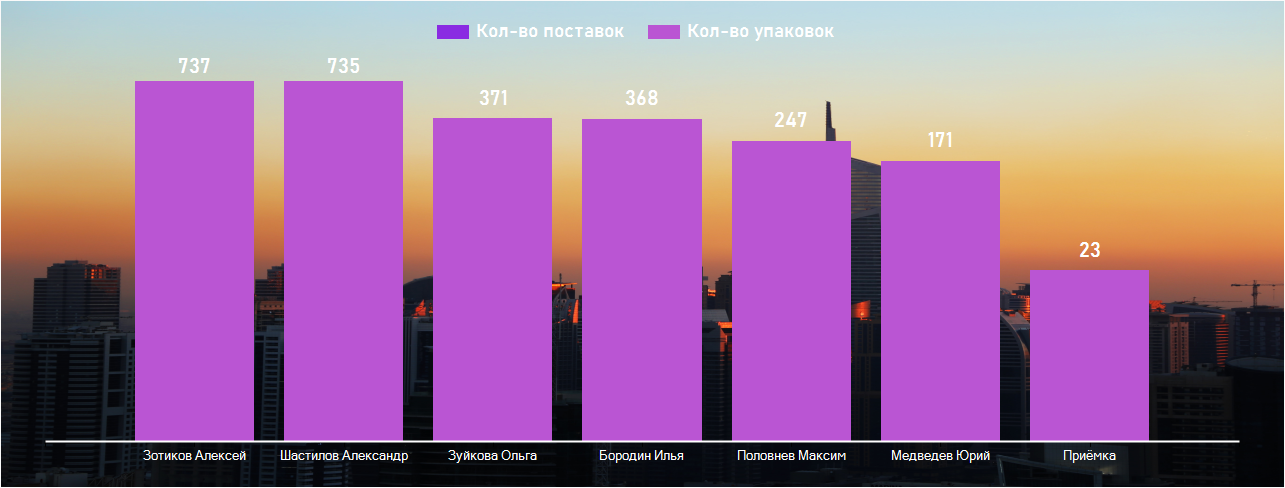 Кол-во поставок Кол-во упаковок
737 735 371 368 247 171 23
Зотиков Алексей Шастилов Александр Зуйкова Ольга Бородин Илья Половнев Максим Медведев Юрий Приёмка